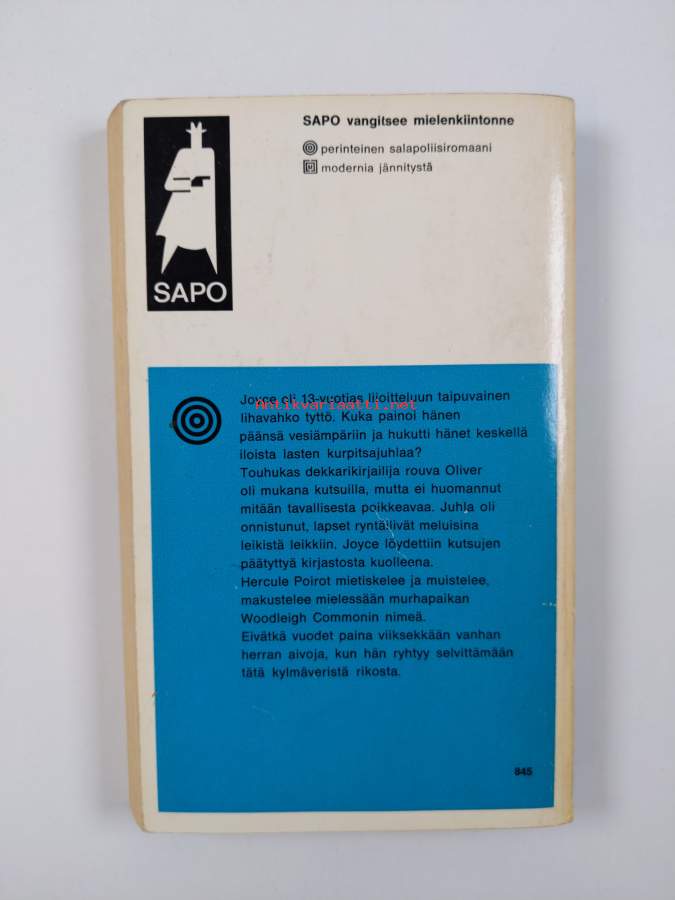 SAPO vangitsee mielenkiintonne
perinteinen salapoliisiromaani
modernia jännitystä
SAPO
Joyce oli 13-vuotias liioitteluun taipuvainen
Antikvariaatti.net
lihavahko tyttö. Kuka painoi hänen
päänsä vesiämpäriin ja hukutti hänet keskellä
iloista lasten kurpitsajuhlaa?
Touhukas dekkarikirjailija rouva Oliver
oli mukana kutsuilla, mutta ei huomannut
mitään tavallisesta poikkeavaa. Juhla oli
onnistunut, lapset ryntäilivät meluisina
leikistä leikkiin. Joyce löydettiin kutsujen
päätyttyä kirjastosta kuolleena.
Hercule Poirot mietiskelee ja muistelee,
makustelee mielessään murhapaikan
Woodleigh Commonin nimeä.
Eivätkä vuodet paina viiksekkään vanhan
herran aivoja, kun hän ryhtyy selvittämään
tätä kylmäveristä rikosta.
845